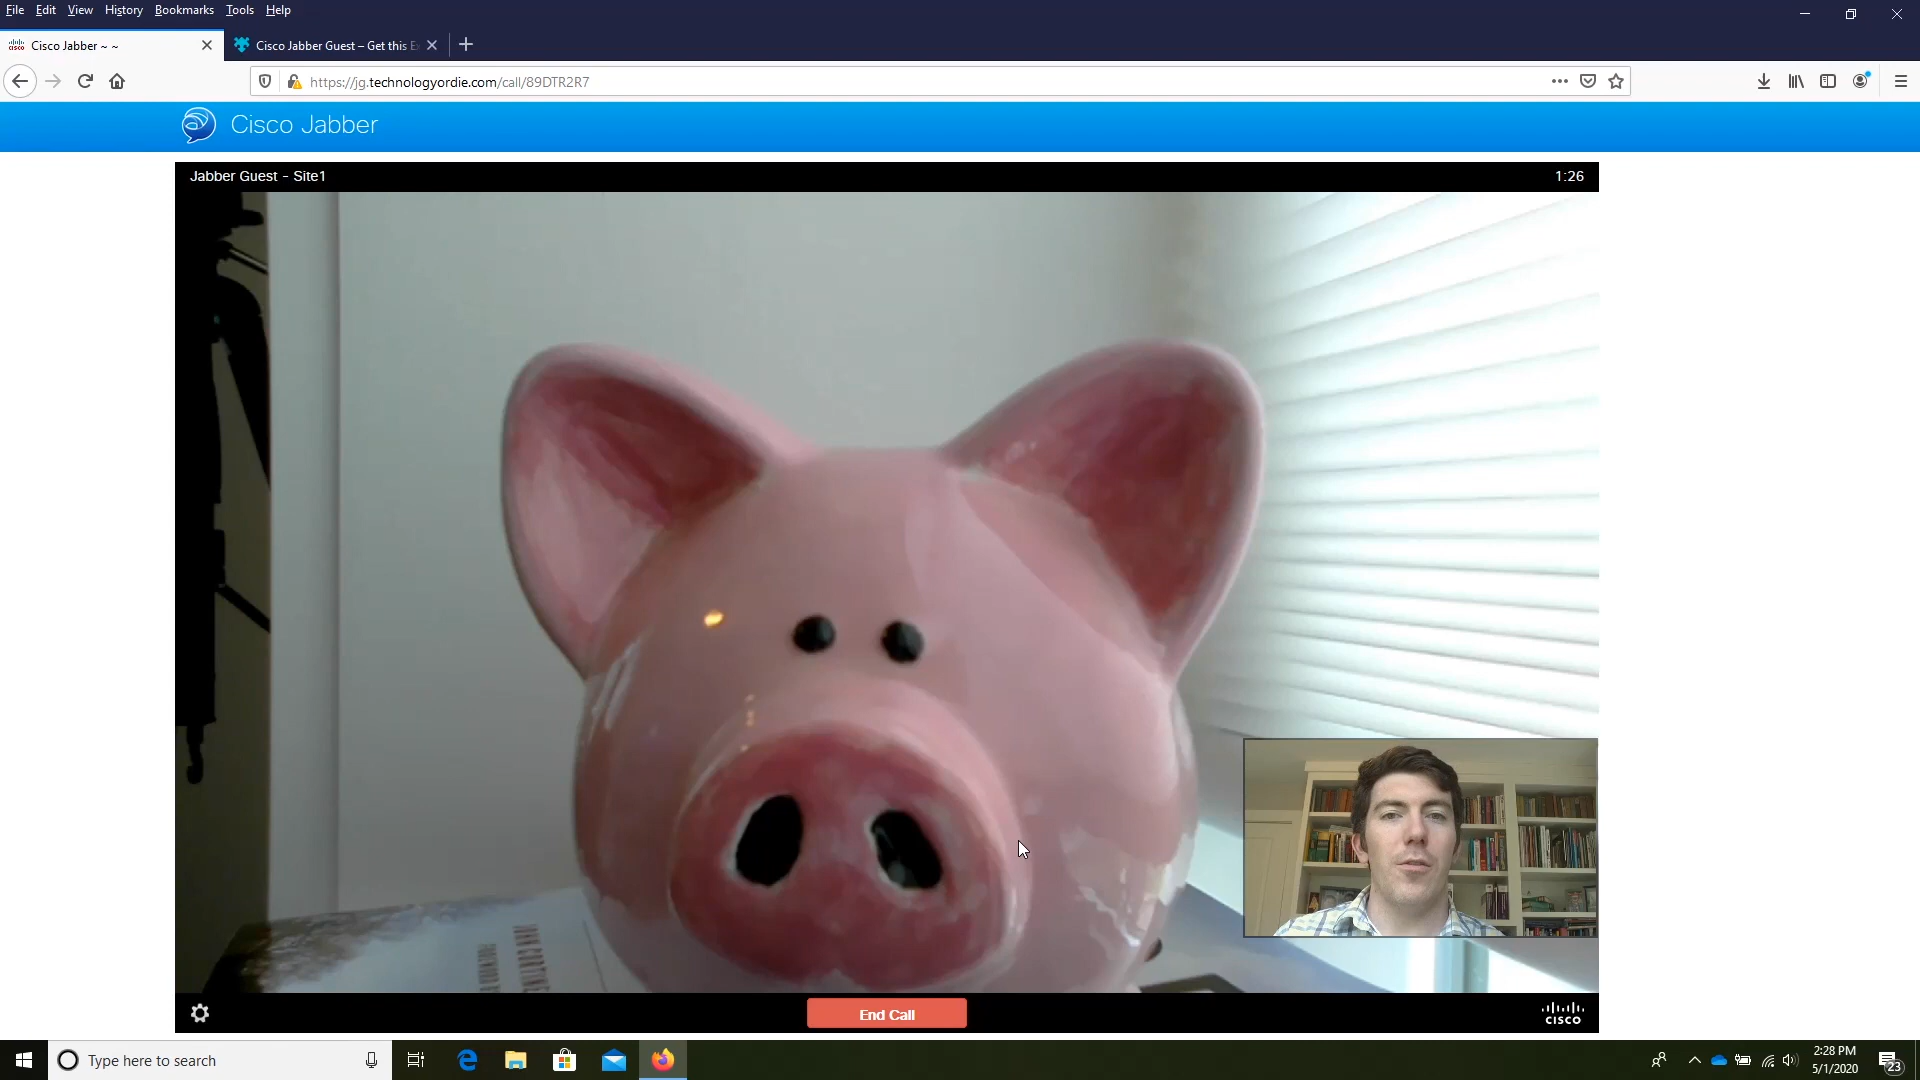 File Edit View History Bookmarks Tools Help
Cisco Jabber ~ ~
Cisco Jabber Guest – Get this E
https://jg.technologyordie.com/call/89DTR2R7
Cisco Jabber
Jabber Guest - Site1
1:26
End Call
CISCO
Type here to search
2:28 PM
5/1/2020
23